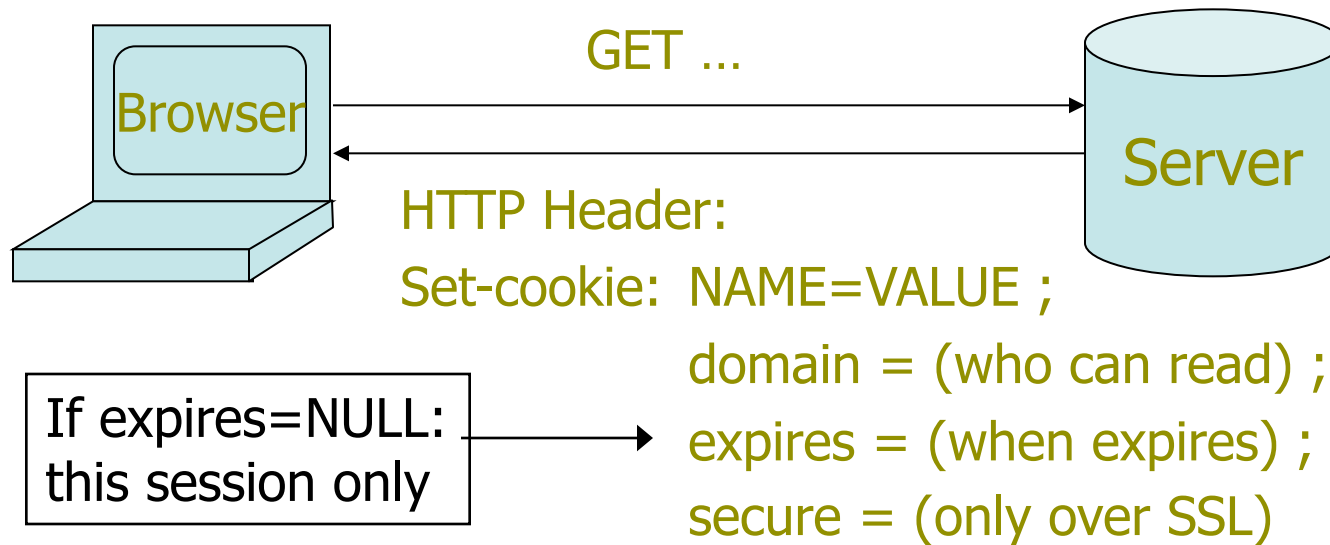 GET ...
Browser
Server
HTTP Header:
Set-cookie: NAME=VALUE ;
domain = (who can read) ;
If expires=NULL:
this session only
expires = (when expires) ;
secure = (only over SSL)